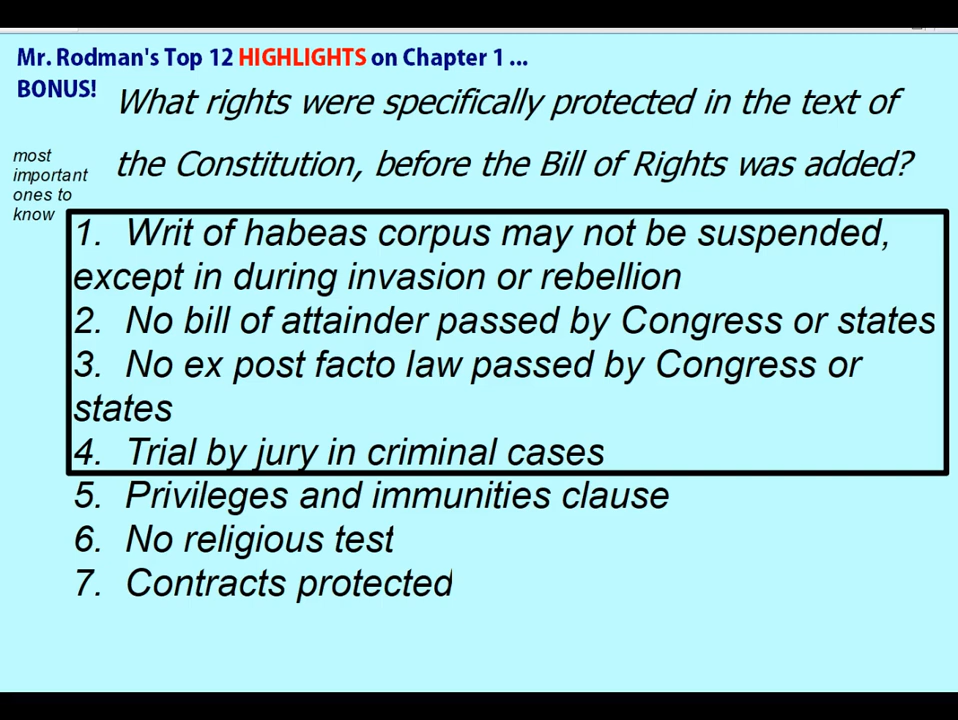 Mr. Rodman's Top 12 HIGHLIGHTS on Chapter 1 ...
BONUS!
What rights were specifically protected in the text of
the Constitution, before the Bill of Rights was added?
most
important
ones to
know
1. Writ of habeas corpus may not be suspended,
except in during invasion or rebellion
2. No bill of attainder passed by Congress or states
3. No ex post facto law passed by Congress or
states
4. Trial by jury in criminal cases
5. Privileges and immunities clause
6. No religious test
7. Contracts protected